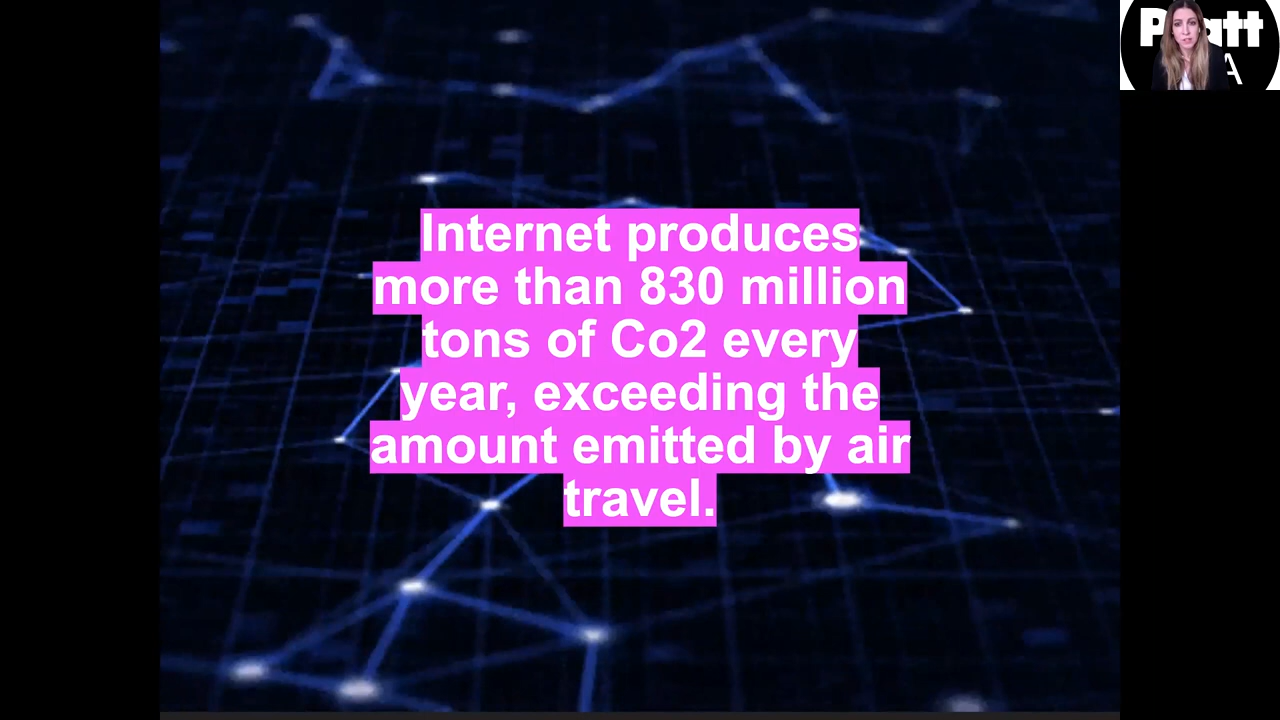 Internet produces
more than 830 million
tons of Co2 every
year, exceeding the
amount emitted by air
travel.